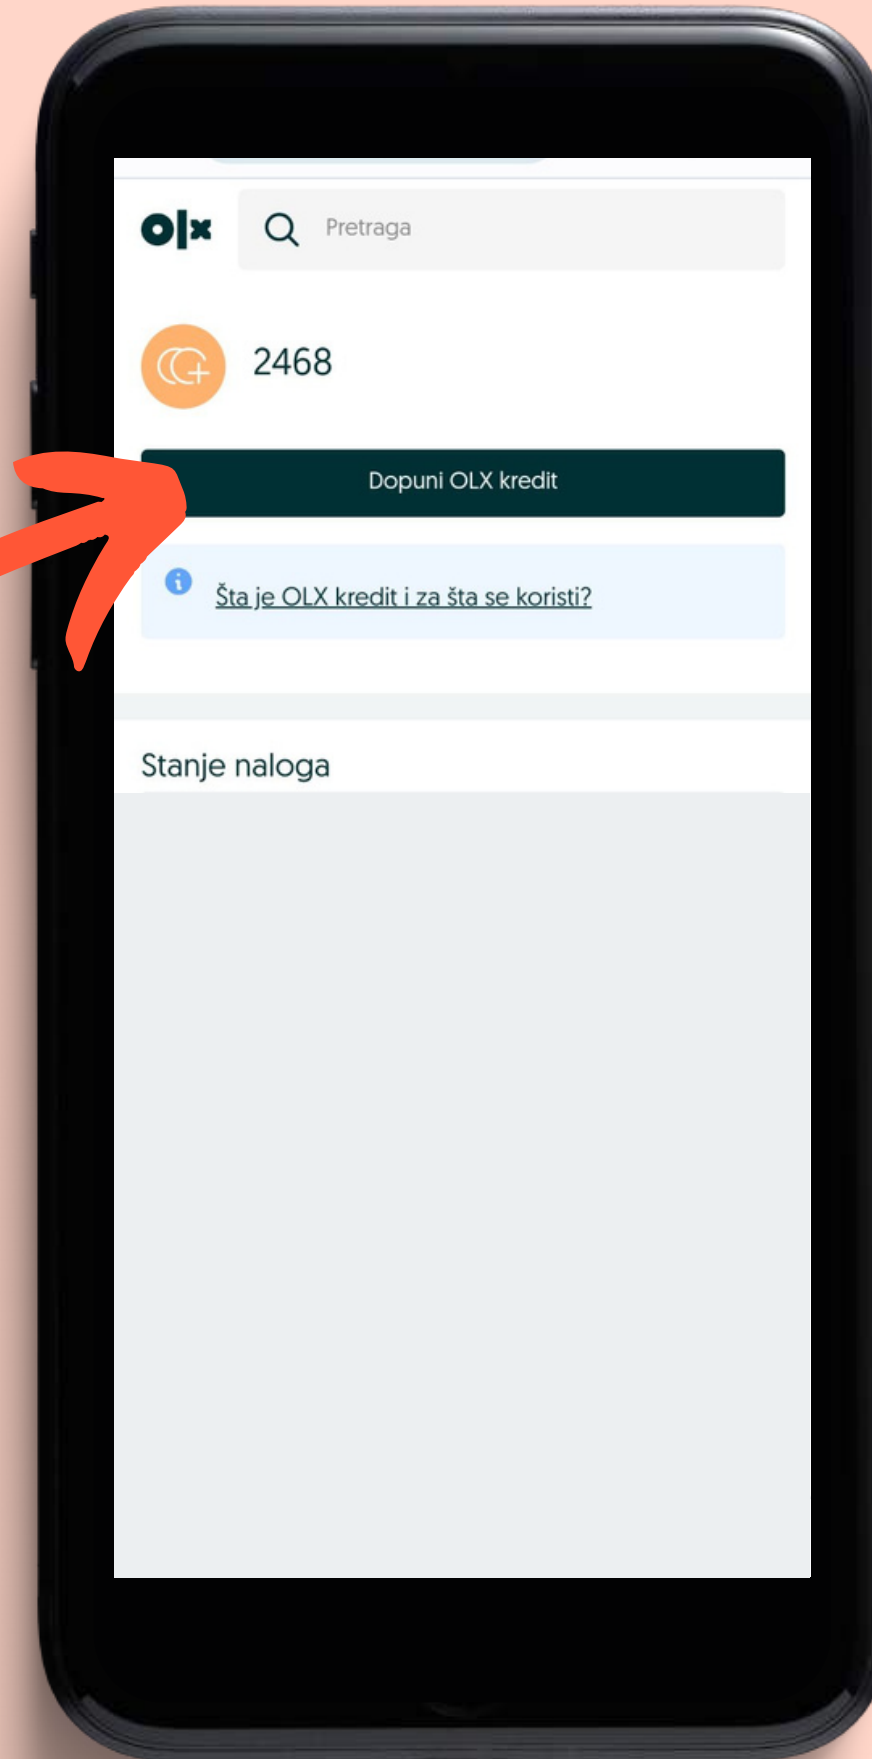 olx
Pretraga
2468
Dopuni OLX kredit
Šta je OLX kredit i za šta se koristi?
Stanje naloga